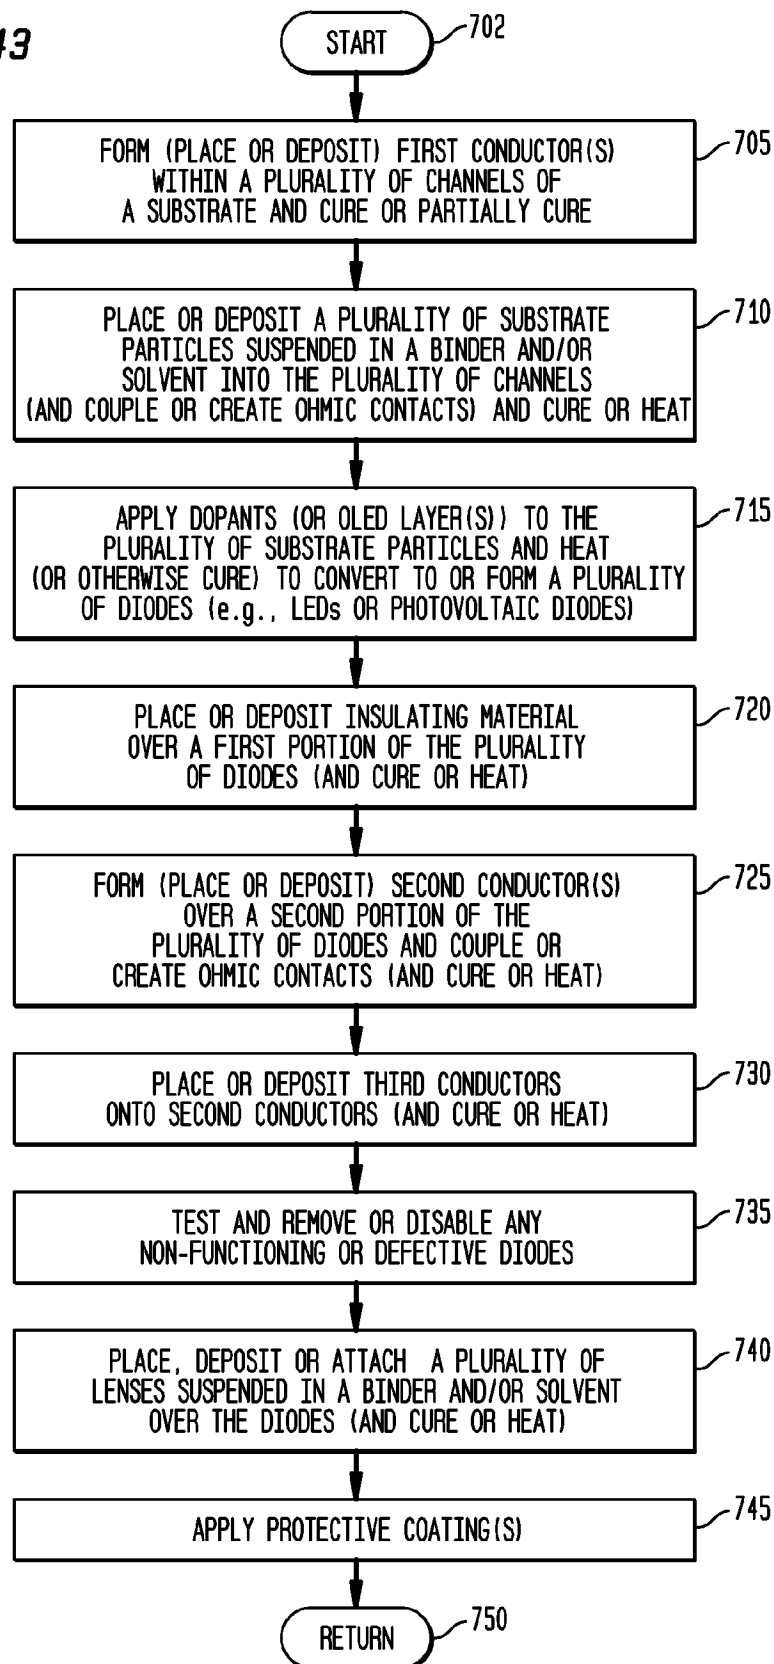 43
START
702
FORM (PLACE OR DEPOSIT) FIRST CONDUCTOR(S)
WITHIN A PLURALITY OF CHANNELS OF
A SUBSTRATE AND CURE OR PARTIALLY CURE
705
PLACE OR DEPOSIT A PLURALITY OF SUBSTRATE
PARTICLES SUSPENDED IN A BINDER AND/OR
SOLVENT INTO THE PLURALITY OF CHANNELS
(AND COUPLE OR CREATE OHMIC CONTACTS) AND CURE OR HEAT
710
APPLY DOPANTS (OR OLED LAYER(S)) TO THE
PLURALITY OF SUBSTRATE PARTICLES AND HEAT
(OR OTHERWISE CURE) TO CONVERT TO OR FORM A PLURALITY
OF DIODES (e.g., LEDs OR PHOTOVOLTAIC DIODES)
715
PLACE OR DEPOSIT INSULATING MATERIAL
OVER A FIRST PORTION OF THE PLURALITY
OF DIODES (AND CURE OR HEAT)
720
FORM (PLACE OR DEPOSIT) SECOND CONDUCTOR(S)
OVER A SECOND PORTION OF THE
PLURALITY OF DIODES AND COUPLE OR
CREATE OHMIC CONTACTS (AND CURE OR HEAT)
725
PLACE OR DEPOSIT THIRD CONDUCTORS
ONTO SECOND CONDUCTORS (AND CURE OR HEAT)
730
TEST AND REMOVE OR DISABLE ANY
NON-FUNCTIONING OR DEFECTIVE DIODES
735
PLACE, DEPOSIT OR ATTACH A PLURALITY OF
LENSES SUSPENDED IN A BINDER AND/OR SOLVENT
OVER THE DIODES (AND CURE OR HEAT)
740
APPLY PROTECTIVE COATING(S)
745
RETURN
750